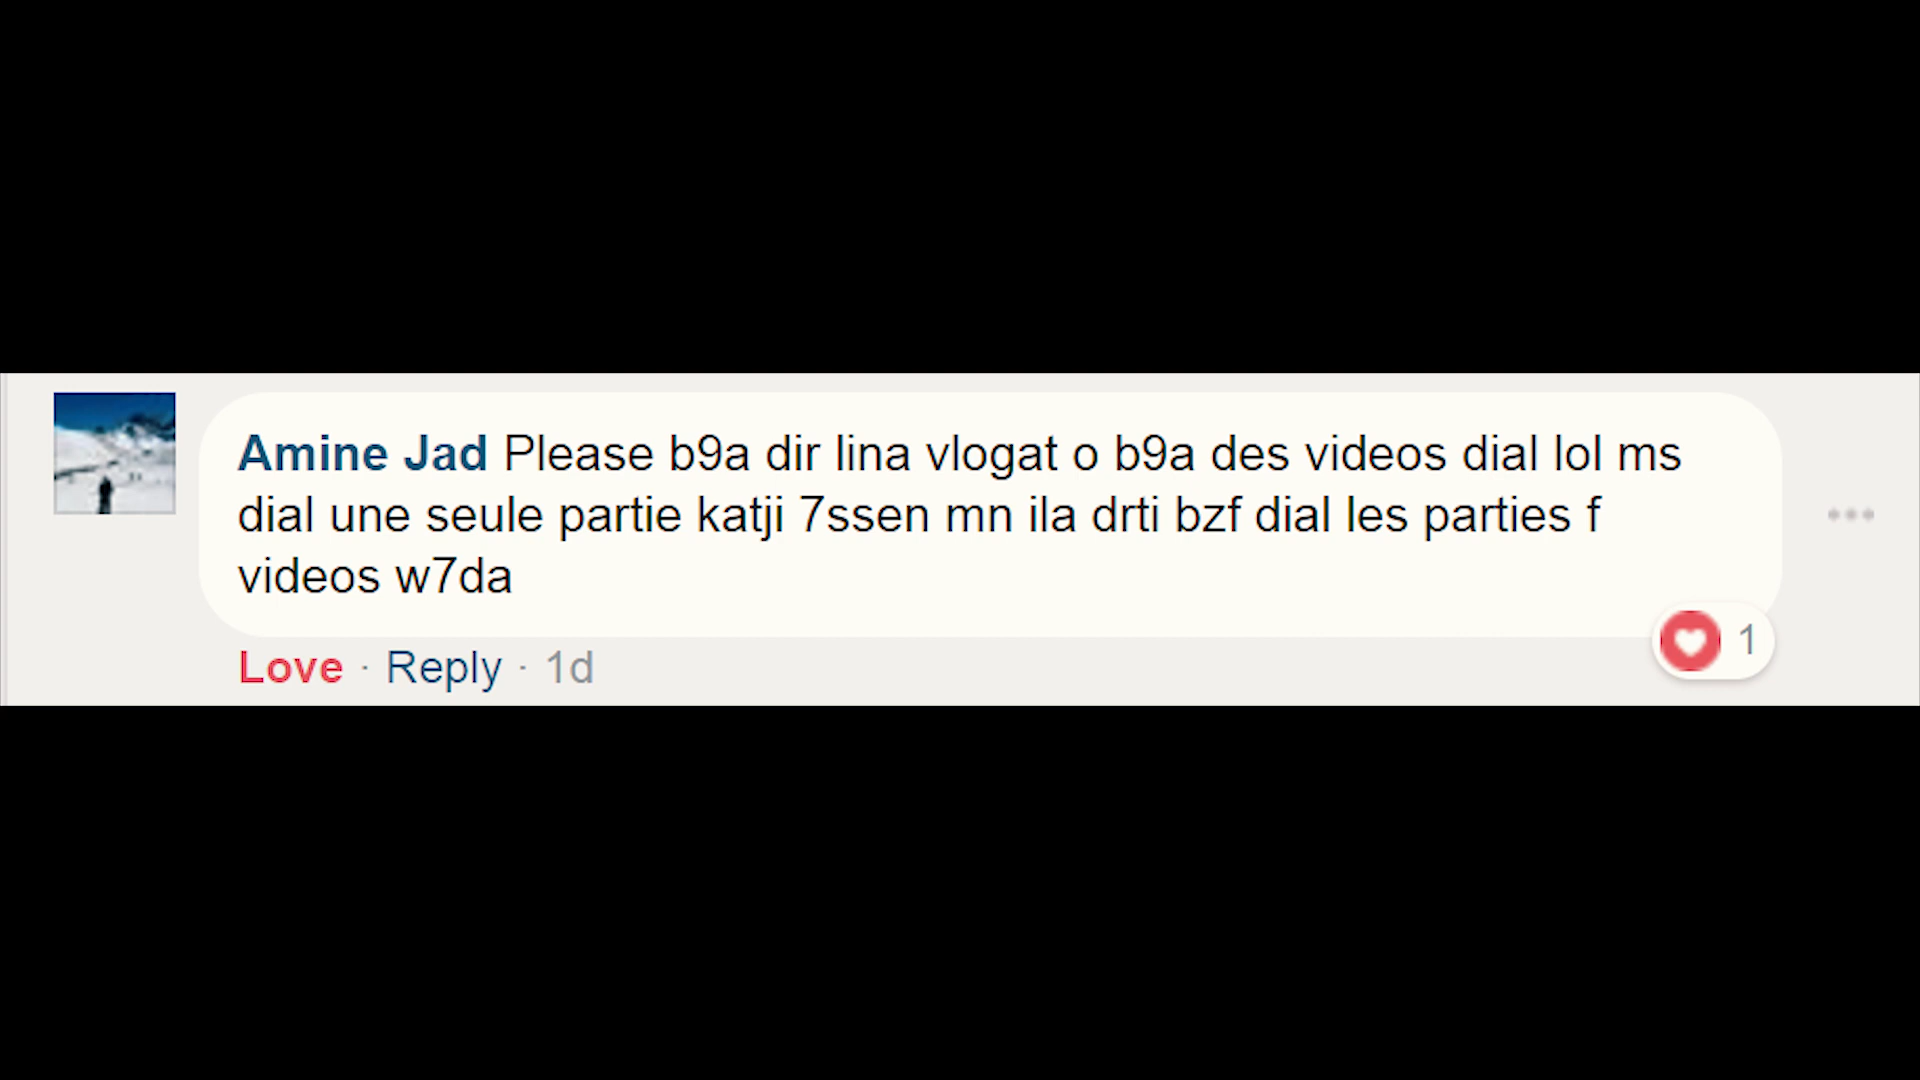 Amine Jad Please b9a dir lina vlogat o b9a des videos dial lol ms
dial une seule partie katji 7ssen mn ila drti bzf dial les parties f
videos w7da
Love · Reply · 1d
1